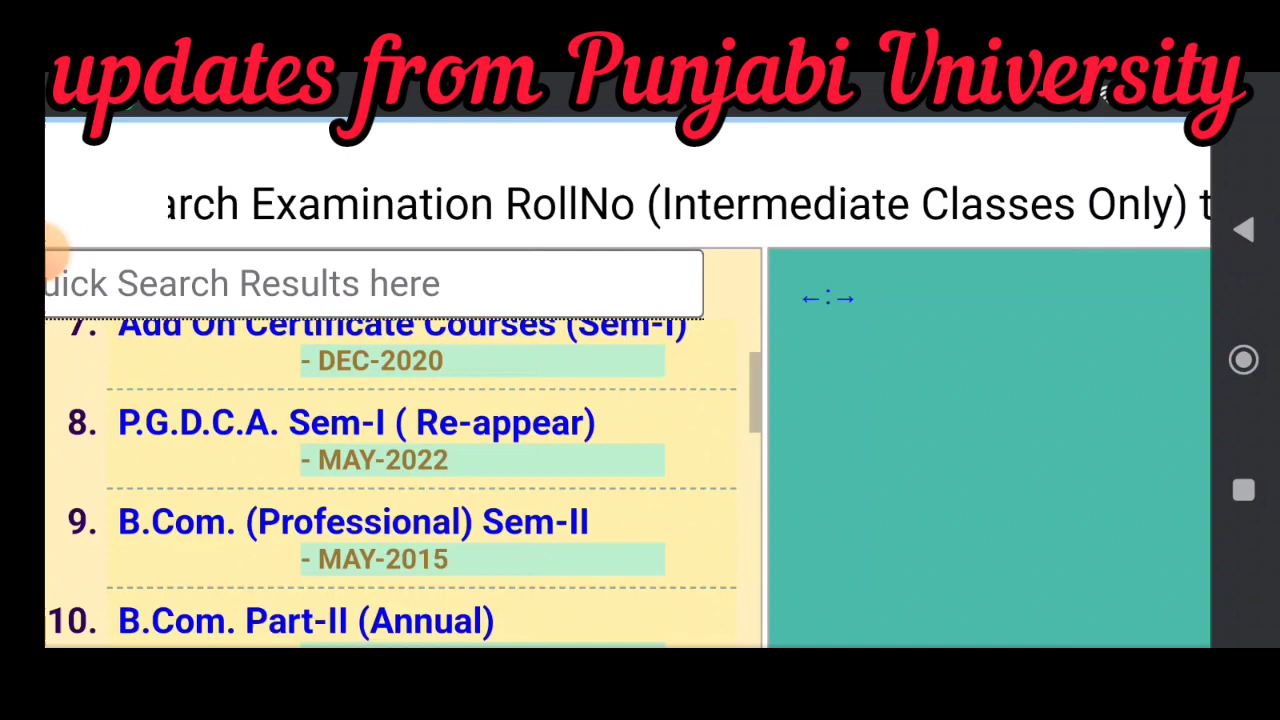 updates from Punjabi University
arch Examination RollNo (Intermediate Classes Only) t
uick Search Results here
7. Add On Certificate Courses (Sem-I)
- DEC-2020
8. P.G.D.C.A. Sem-I ( Re-appear)
- MAY-2022
9. B.Com. (Professional) Sem-II
- MAY-2015
10. B.Com. Part-II (Annual)
←:→